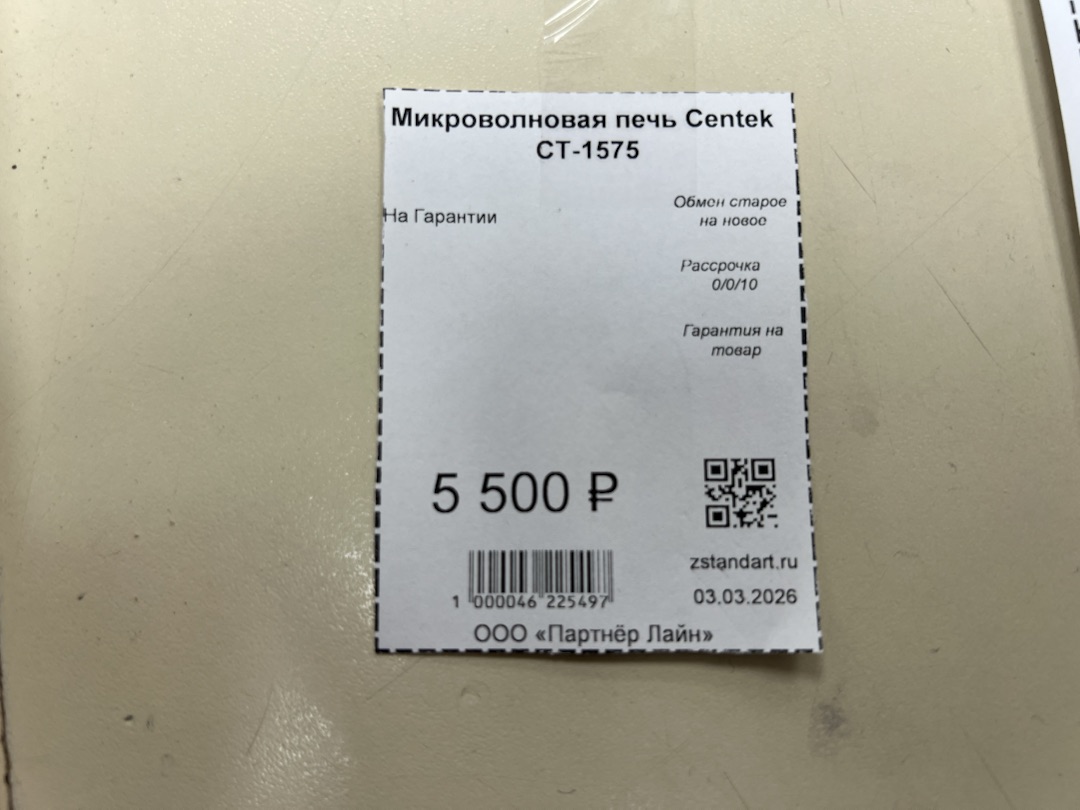 Микроволновая печь Centek
CT-1575
На Гарантии
Обмен старое
на новое
Рассрочка
0/0/10
Гарантия на
товар
5 500 ₽
zstandart.ru
03.03.2026
1 000046 225497
ООО «Партнёр Лайн»